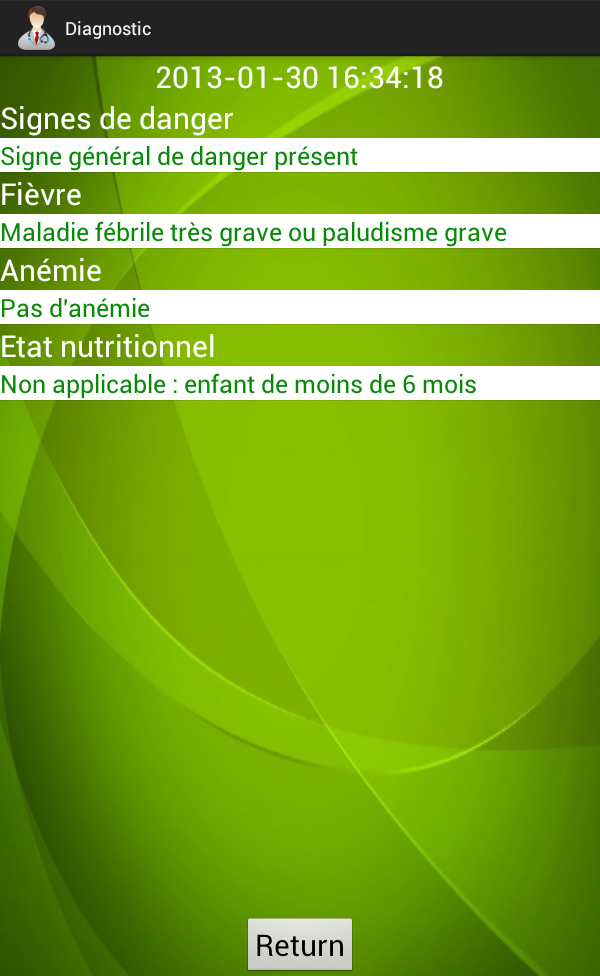 Diagnostic
2013-01-30 16:34:18
Signes de danger
Signe général de danger présent
Fièvre
Maladie fébrile très grave ou paludisme grave
Anémie
Pas d'anémie
Etat nutritionnel
Non applicable : enfant de moins de 6 mois
Return